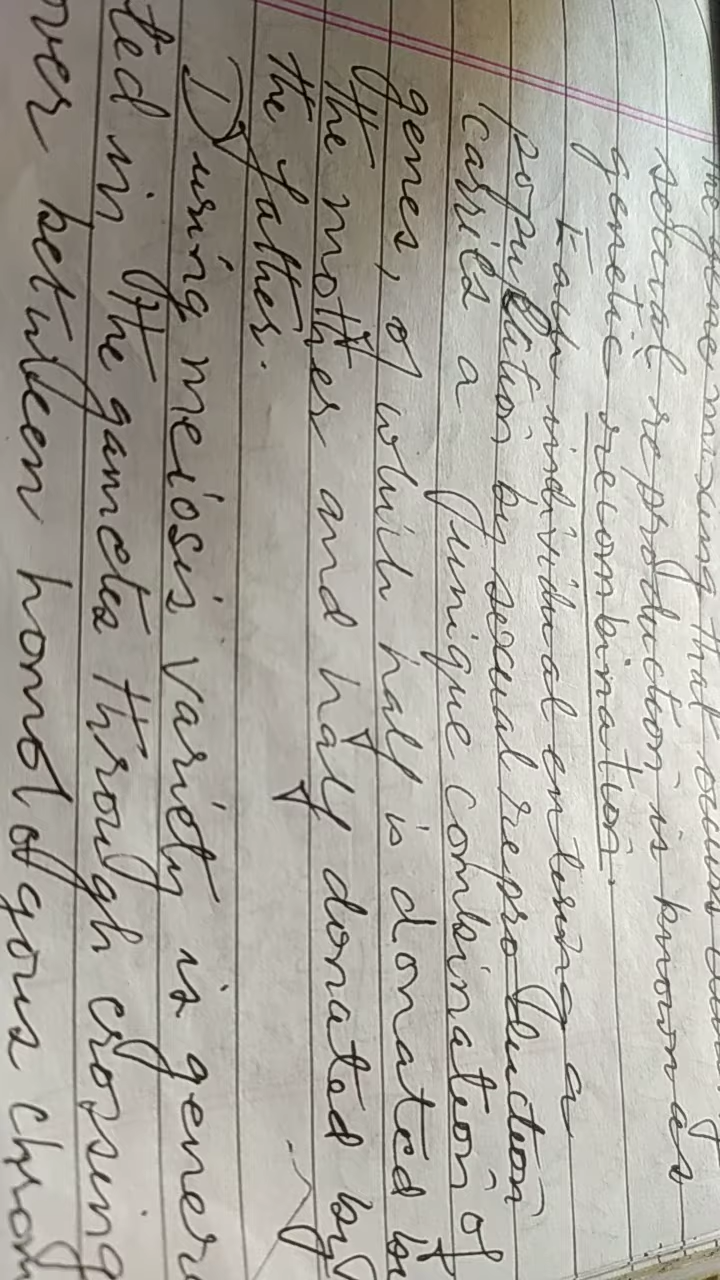 The gene mixing that occurs
sexual reproduction is known as
genetic recombination.
Each individual entering a
population by sexual reproduction
carries a unique combination of
genes, of which half is donated by
the mother and half donated by
the father.
During meiosis variety is gener
ted in the gametes through crossing
over between homologous chrom